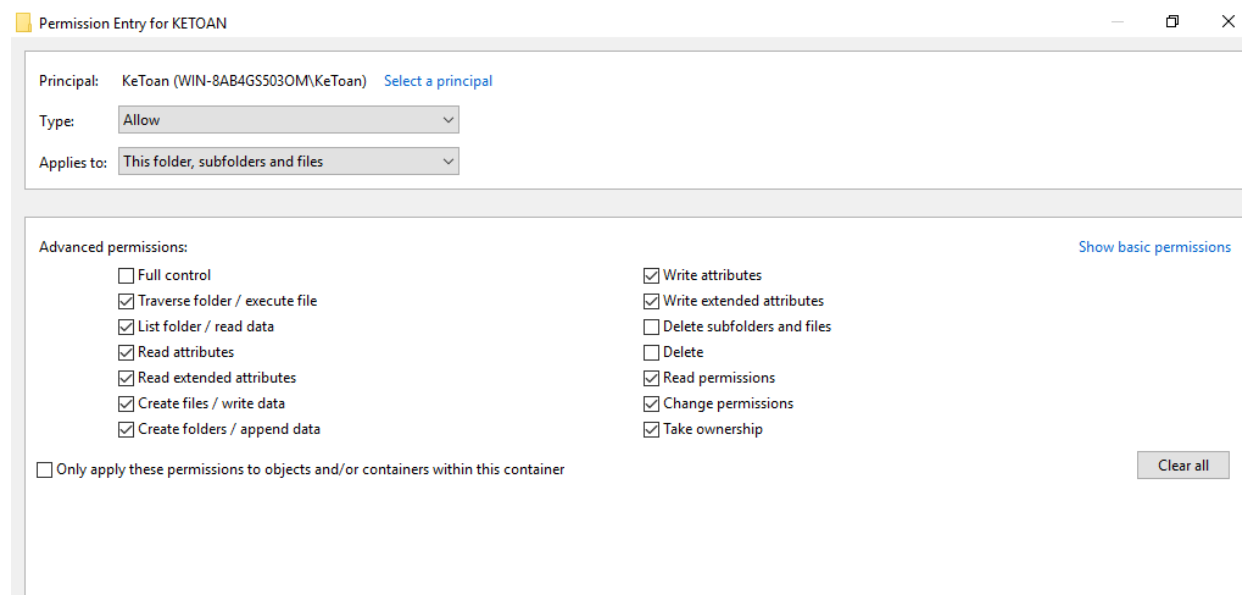 Permission Entry for KETOAN
Principal: KeToan (WIN-8AB4GS503OM\KeToan) Select a principal
Type: Allow
Applies to: This folder, subfolders and files
Advanced permissions: Show basic permissions
Full control
Traverse folder / execute file
List folder / read data
Read attributes
Read extended attributes
Create files / write data
Create folders / append data
Write attributes
Write extended attributes
Delete subfolders and files
Delete
Read permissions
Change permissions
Take ownership
Only apply these permissions to objects and/or containers within this container
Clear all